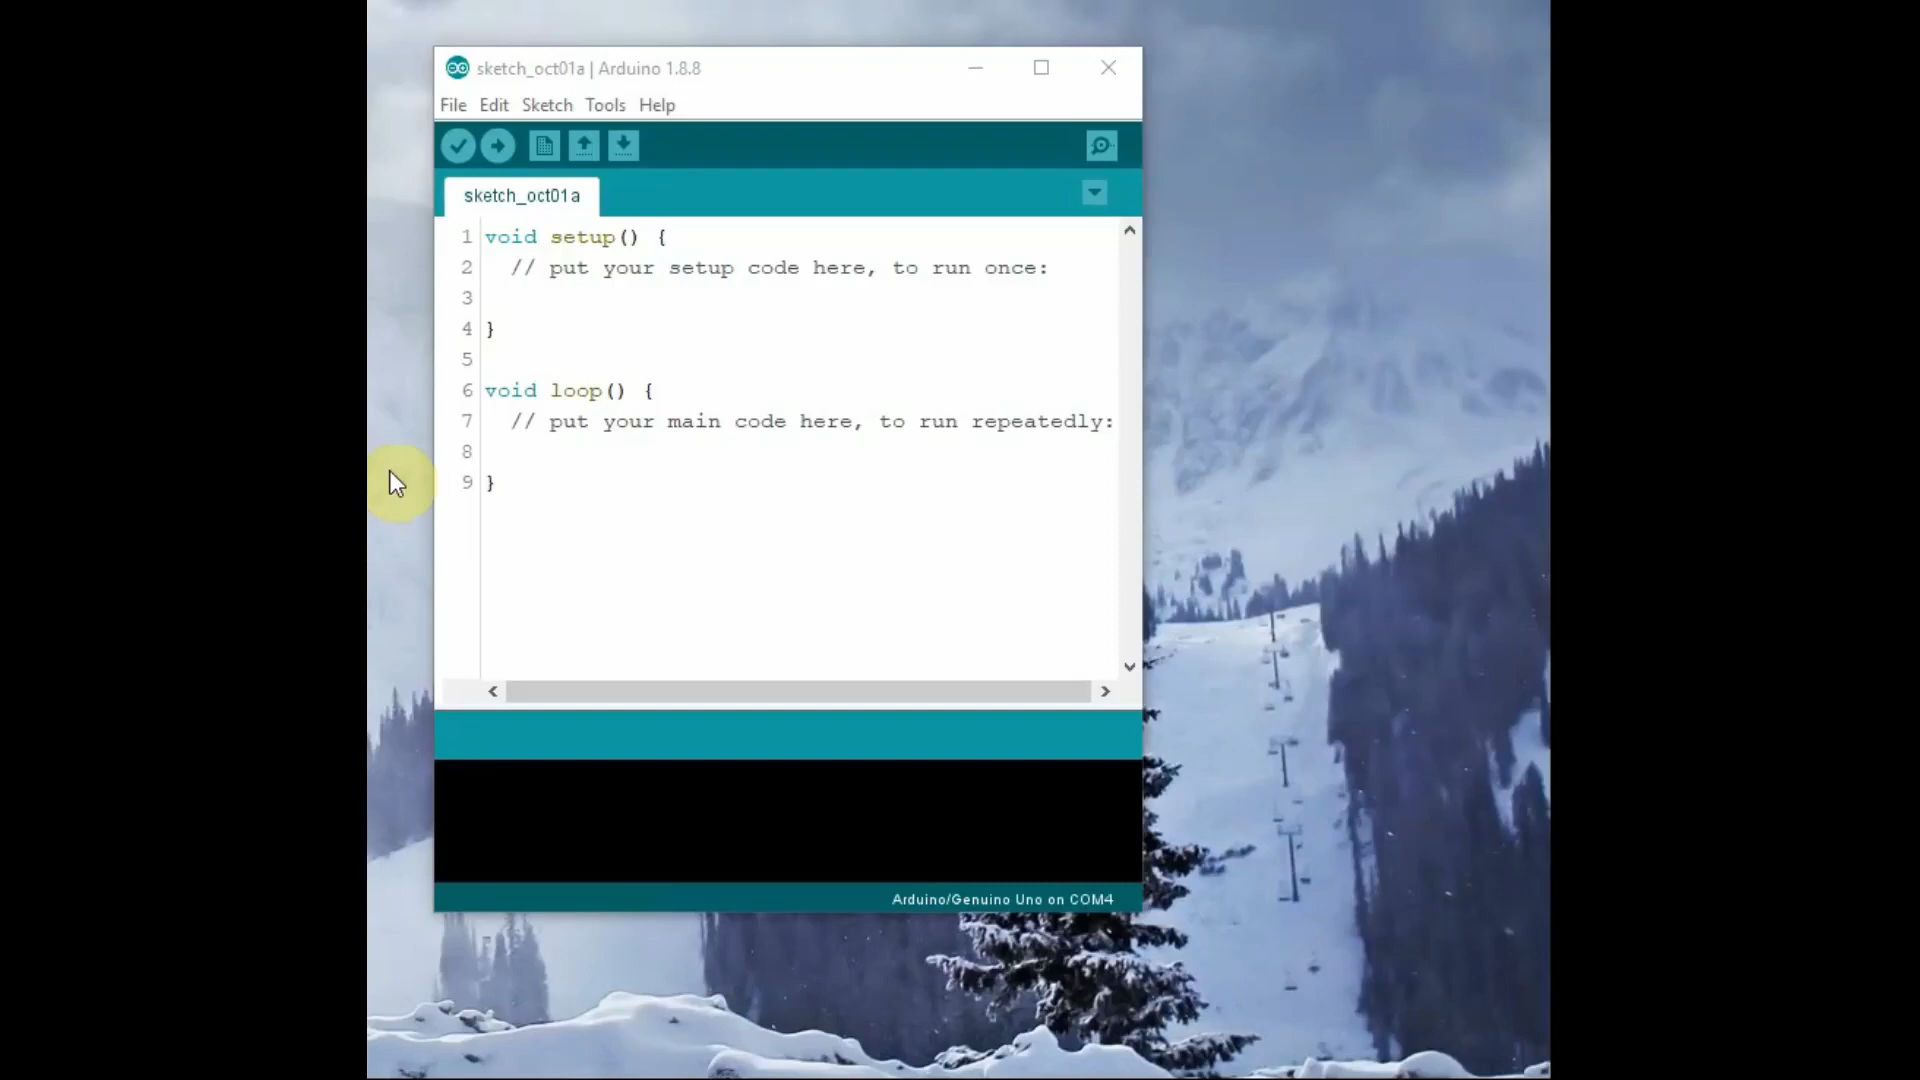 sketch_oct01a | Arduino 1.8.8
File Edit Sketch Tools Help
sketch_oct01a
1 void setup() {
2 // put your setup code here, to run once:
3
4 }
5
6 void loop() {
7 // put your main code here, to run repeatedly:
8
9 }
Arduino/Genuino Uno on COM4